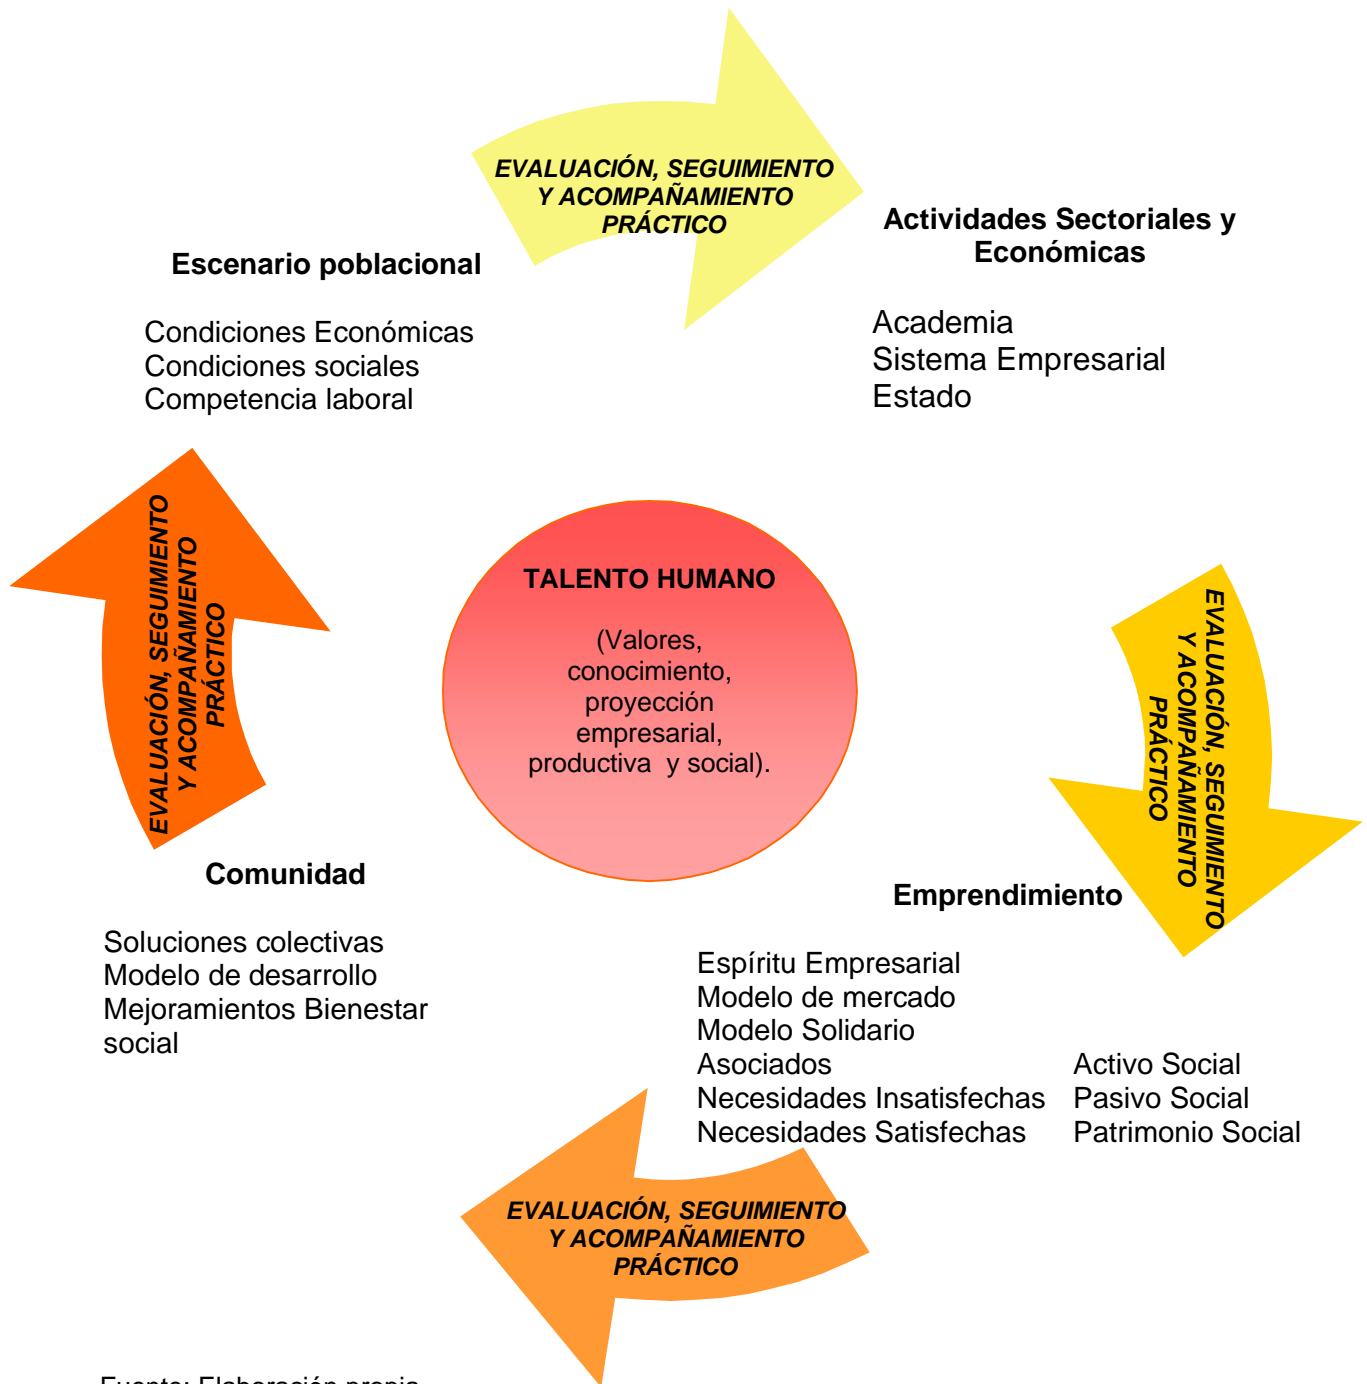 EVALUACIÓN, SEGUIMIENTO
Y ACOMPAÑAMIENTO
PRÁCTICO
Actividades Sectoriales y
Económicas
Academia
Sistema Empresarial
Estado
Escenario poblacional
Condiciones Económicas
Condiciones sociales
Competencia laboral
EVALUACIÓN, SEGUIMIENTO
Y ACOMPAÑAMIENTO
PRÁCTICO
TALENTO HUMANO
(Valores,
conocimiento,
proyección
empresarial,
productiva y social).
EVALUACIÓN, SEGUIMIENTO
Y ACOMPAÑAMIENTO
PRÁCTICO
Comunidad
Soluciones colectivas
Modelo de desarrollo
Mejoramientos Bienestar
social
Emprendimiento
Espíritu Empresarial
Modelo de mercado
Modelo Solidario
Asociados Activo Social
Necesidades Insatisfechas Pasivo Social
Necesidades Satisfechas Patrimonio Social
EVALUACIÓN, SEGUIMIENTO
Y ACOMPAÑAMIENTO
PRÁCTICO
Fuente: Elaboración propia